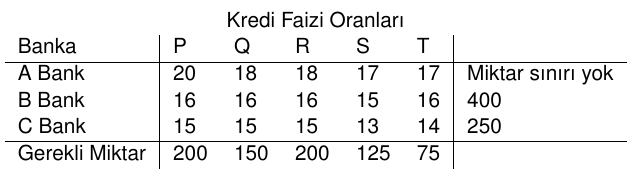 Kredi Faizi Oranları
Banka P Q R S T
A Bank 20 18 18 17 17 Miktar sınırı yok
B Bank 16 16 16 15 16 400
C Bank 15 15 15 13 14 250
Gerekli Miktar 200 150 200 125 75